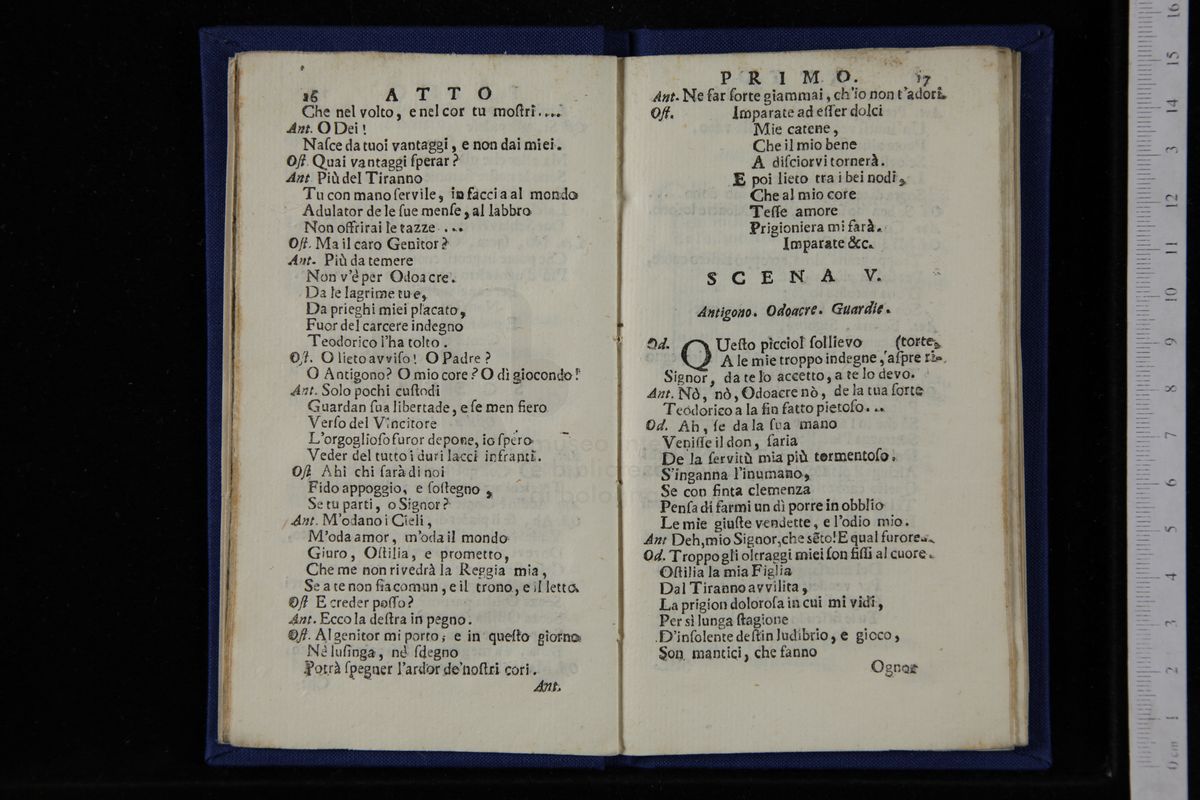 16 ATTO
Che nel volto, e nel cor tu moſtri....
Ant. O Dei!
Naſce da tuoi vantaggi, e non dai miei.
Oſt. Quai vantaggi ſperar?
Ant Più del Tiranno
Tu con mano ſervile, in faccia al mondo
Adulator de le ſue menſe, al labbro
Non offrirai le tazze ...
Oſt. Ma il caro Genitor?
Ant. Più da temere
Non v'è per Odoacre.
Da le lagrime tue,
Da prieghi miei placato,
Fuor del carcere indegno
Teodorico l'ha tolto.
Oſt. O lieto avviſo! O Padre?
O Antigono? O mio core? O dì giocondo!
Ant. Solo pochi cuſtodi
Guardan ſua libertade, e ſe men fiero
Verſo del Vincitore
L'orgoglioſo furor depone, io ſpero
Veder del tutto i duri lacci infranti.
Oſt Ahi chi ſarà di noi
Fido appoggio, e ſoſtegno,
Se tu parti, o Signor?
Ant. M'odano i Cieli,
M'oda amor, m'oda il mondo
Giuro, Oſtilia, e prometto,
Che me non rivedrà la Reggia mia,
Se a te non ſia comun, e il trono, e il letto.
Oſt E creder poſſo?
Ant. Ecco la deſtra in pegno.
Oſt. Al genitor mi porto; e in queſto giorno
Nè luſinga, nè ſdegno
Potrà ſpegner l'ardor de'noſtri cori.
Ant.
PRIMO. 17
Ant. Ne far forte giammai, ch'io non t'adori.
Oſt. Imparate ad eſſer dolci
Mie catene,
Che il mio bene
A diſciorvi tornerà.
E poi lieto tra i bei nodi,
Che al mio core
Teſſe amore
Prigioniera mi farà.
Imparate &c.
SCENA V.
Antigono. Odoacre. Guardie.
Od. QUeſto picciol ſollievo (torte,
A le mie troppo indegne, aſpre ri-
Signor, da te lo accetto, a te lo devo.
Ant. Nò, nò, Odoacre nò, de la tua ſorte
Teodorico a la fin fatto pietoſo...
Od. Ah, ſe da la ſua mano
Veniſſe il don, ſaria
De la ſervitù mia più tormentoſo.
S'inganna l'inumano,
Se con finta clemenza
Penſa di farmi un dì porre in obblio
Le mie giuſte vendette, e l'odio mio.
Ant Deh, mio Signor, che sẽto! E qual furore...
Od. Troppo gli oltraggi miei ſon fiſſi al cuore.
Oſtilia la mia Figlia
Dal Tiranno avvilita,
La prigion doloroſa in cui mi vidi,
Per sì lunga ſtagione
D'inſolente deſtin ludibrio, e gioco,
Son mantici, che fanno
Ognor